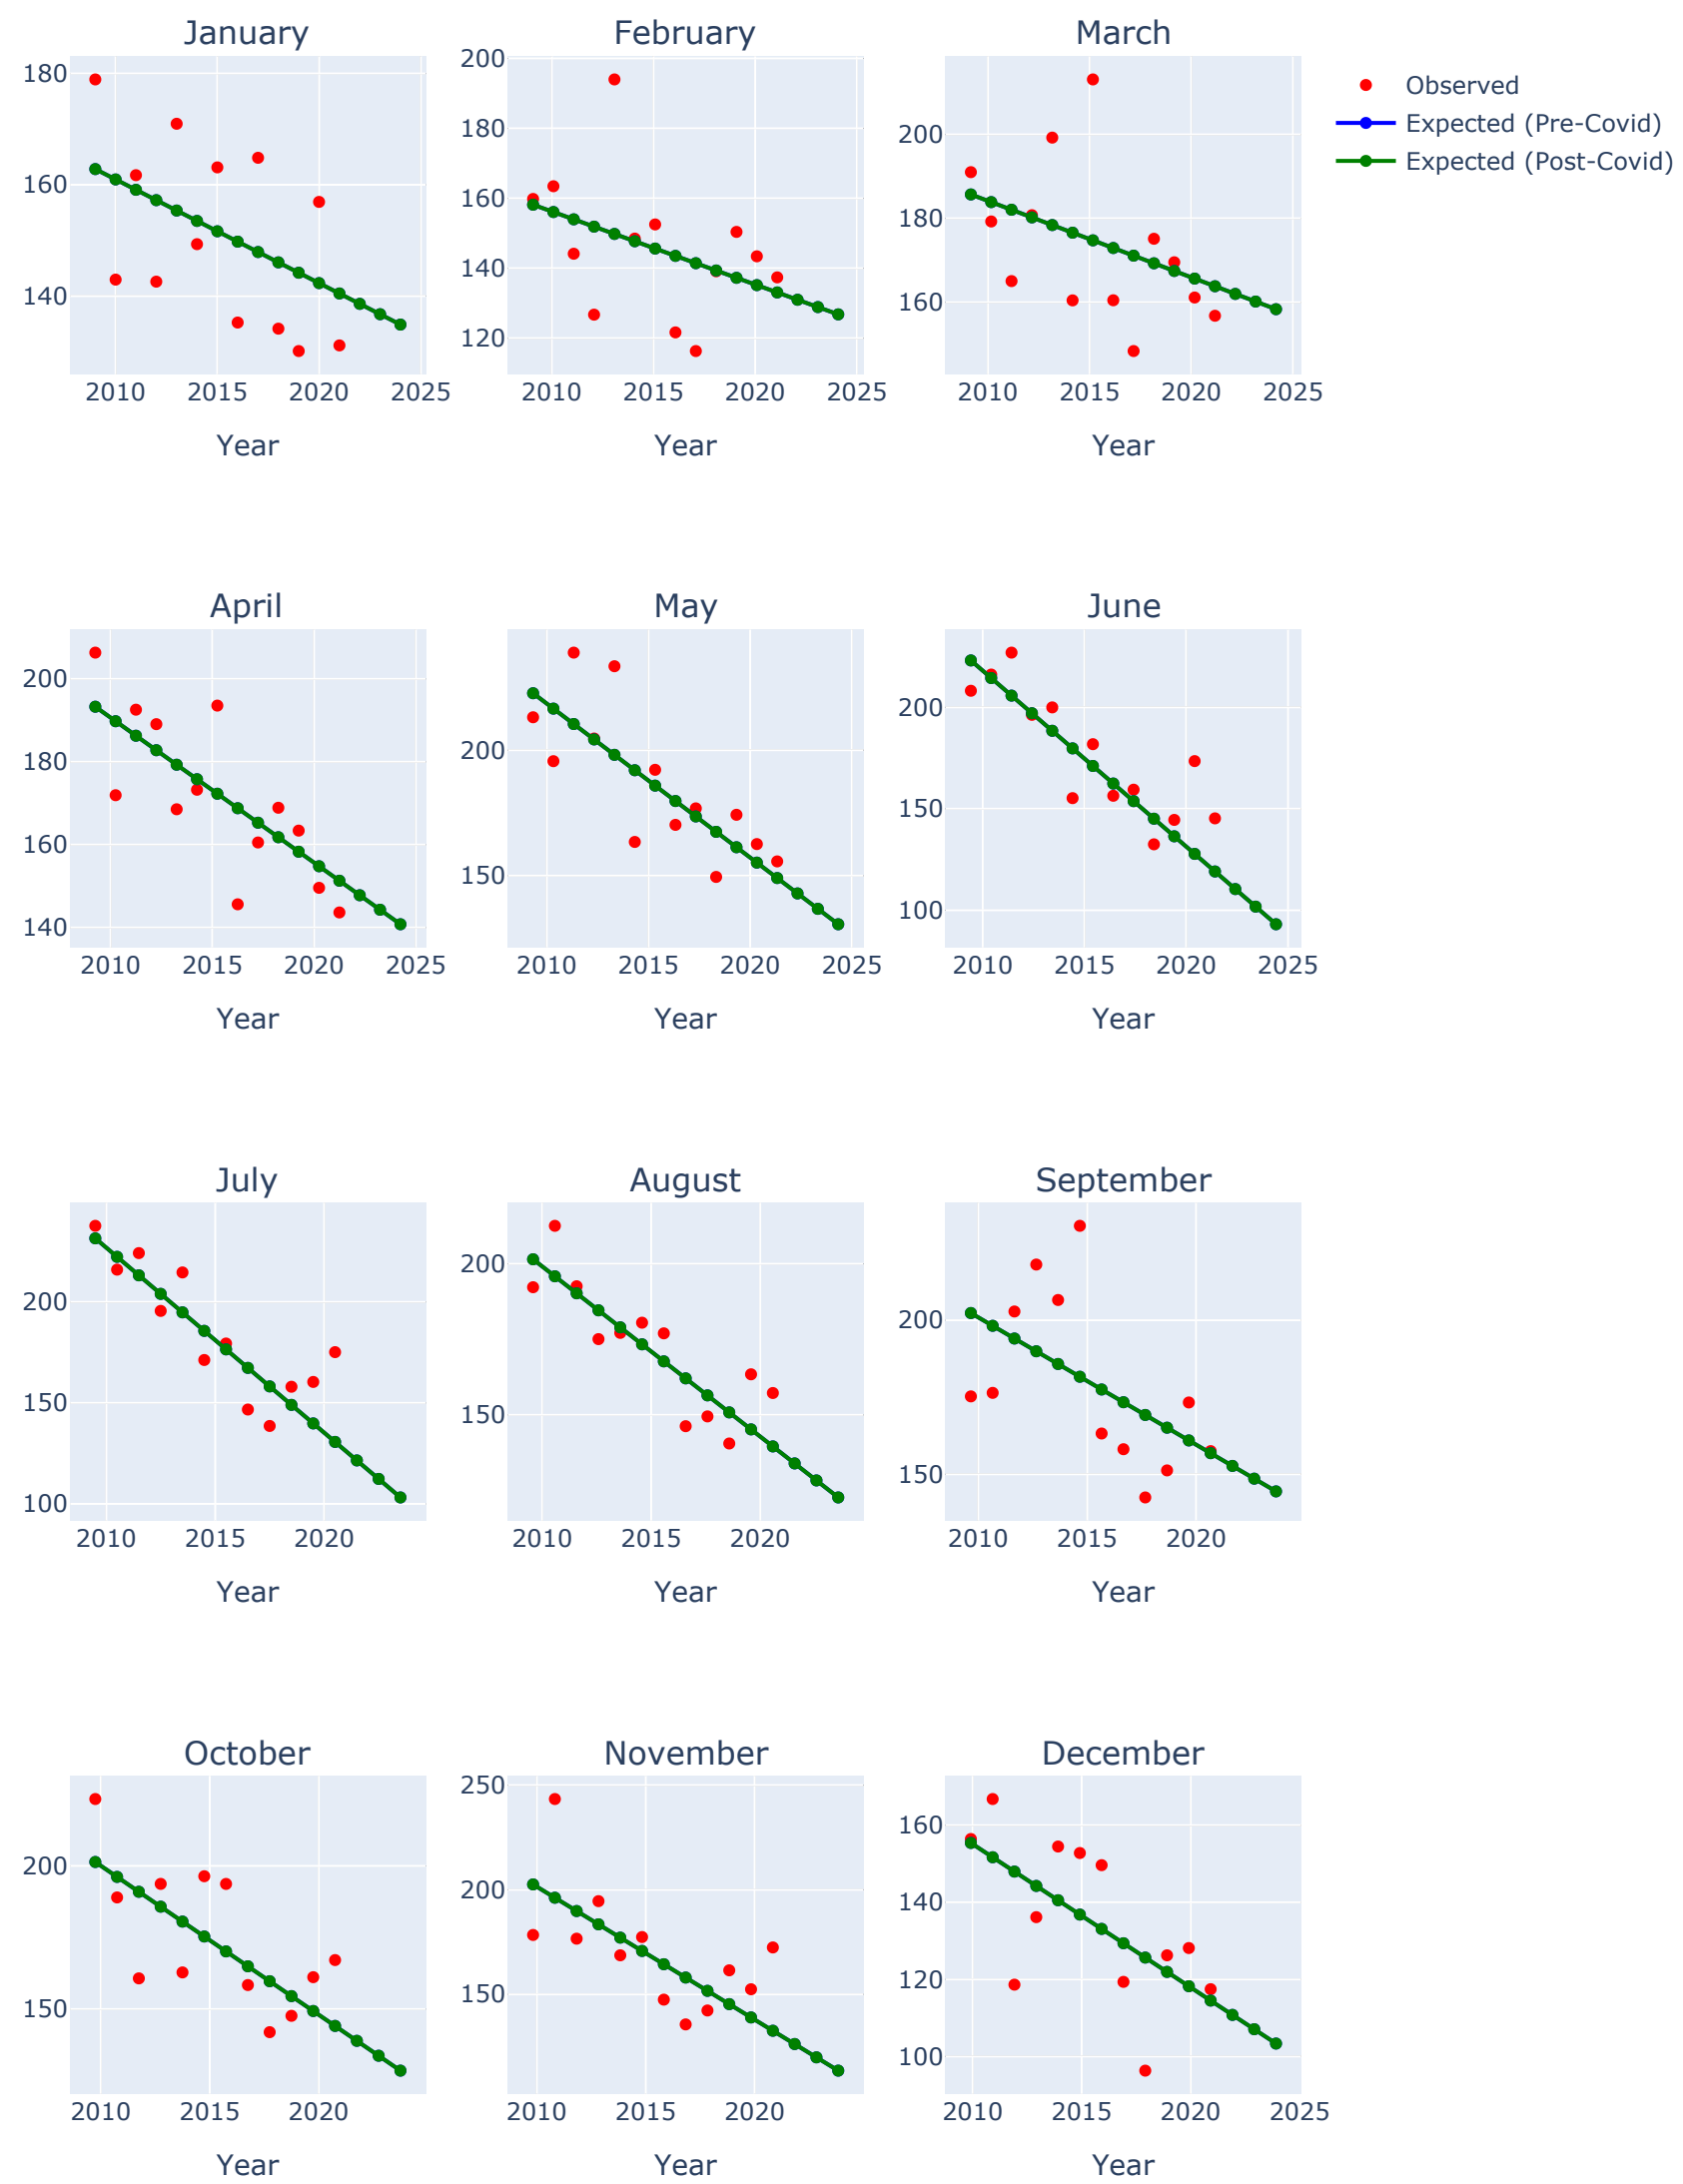 January February March
180
160
140
2010 2015 2020 2025
Year
200
180
160
140
120
2010 2015 2020 2025
Year
200
180
160
2010 2015 2020 2025
Year
Observed
Expected (Pre-Covid)
Expected (Post-Covid)
April May June
200
180
160
140
2010 2015 2020 2025
Year
200
150
2010 2015 2020 2025
Year
200
150
100
2010 2015 2020 2025
Year
July August September
200
150
100
2010 2015 2020
Year
200
150
2010 2015 2020
Year
200
150
2010 2015 2020
Year
October November December
200
150
2010 2015 2020
Year
250
200
150
2010 2015 2020
Year
160
140
120
100
2010 2015 2020 2025
Year